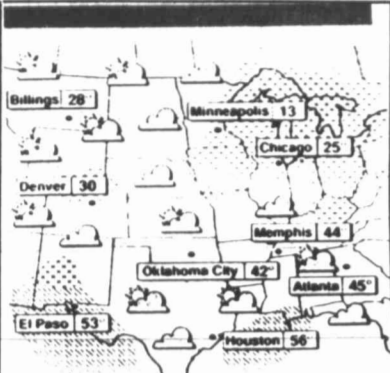 Billings 28
Minneapolis 13
Chicago 25
Denver 30
Memphis 44
Oklahoma City 42°
Atlanta 45°
El Paso 53
Houston 56